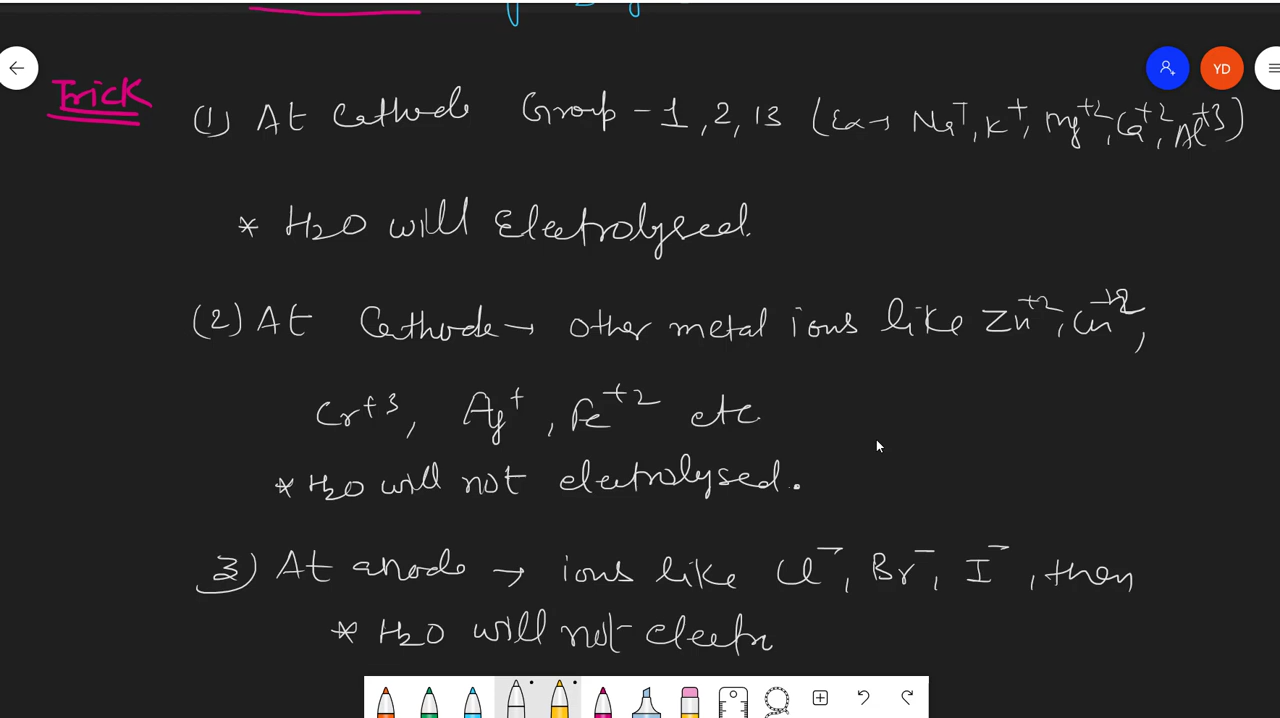 YD
Trick
(1) At Cathode Group - 1, 2, 13 (Ex→ Na⁺, K⁺, Mg⁺², Ca⁺², Al⁺³)
* H₂O will Electrolysed.
(2) At Cathode → other metal ions like Zn⁺², Cu⁺²,
Cr⁺³, Ag⁺, Fe⁺² etc
* H₂O will not electrolysed.
3) At anode → ions like Cl⁻, Br⁻, I⁻, then
* H₂O will not electr